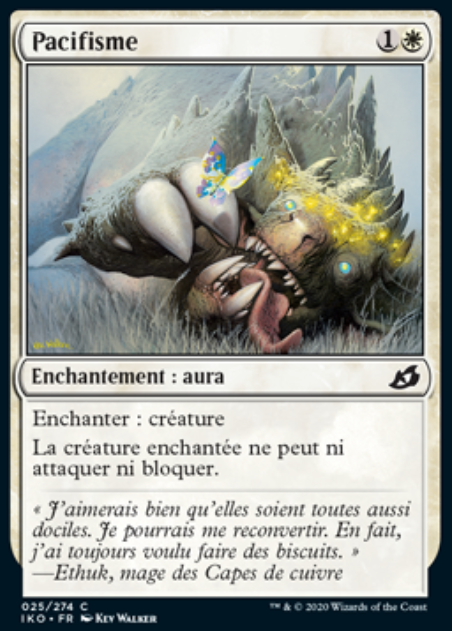 Pacifisme 1
Enchantement : aura
Enchanter : créature
La créature enchantée ne peut ni
attaquer ni bloquer.
« J'aimerais bien qu'elles soient toutes aussi
dociles. Je pourrais me reconvertir. En fait,
j'ai toujours voulu faire des biscuits. »
—Ethuk, mage des Capes de cuivre
025/274 C
IKO • FR Kev Walker
™ & © 2020 Wizards of the Coast